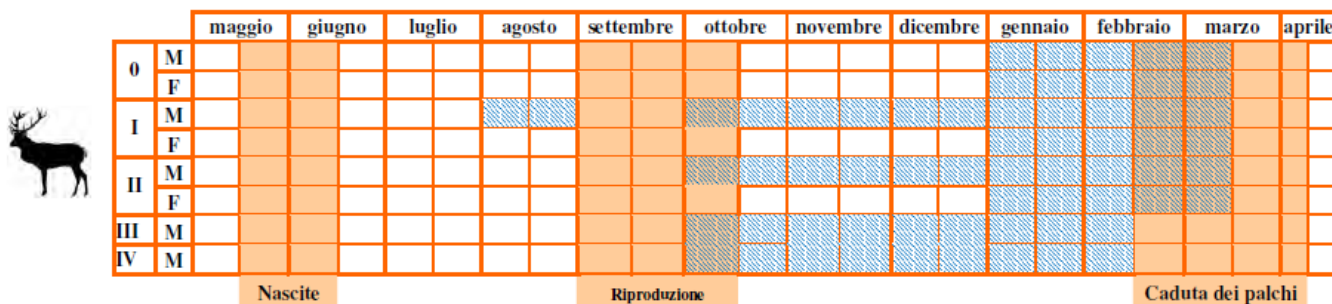 maggio giugno luglio agosto settembre ottobre novembre dicembre gennaio febbraio marzo aprile
0 M
F
I M
F
II M
F
III M
IV M
Nascite Riproduzione Caduta dei palchi